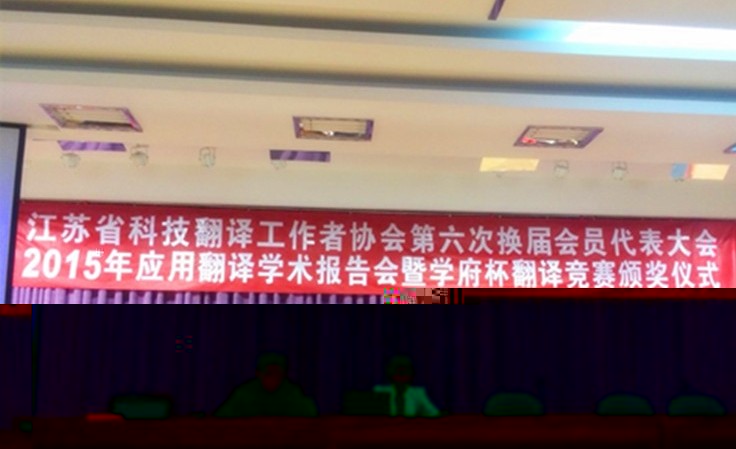 江苏省科技翻译工作者协会第六次换届会员代表大会
2015年应用翻译学术报告会暨学府杯翻译竞赛颁奖仪式